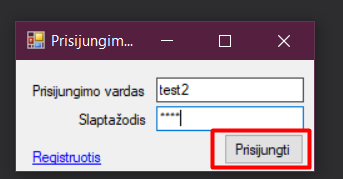 Prisijungim...
Prisijungimo vardas test2
Slaptažodis ****
Registruotis Prisijungti